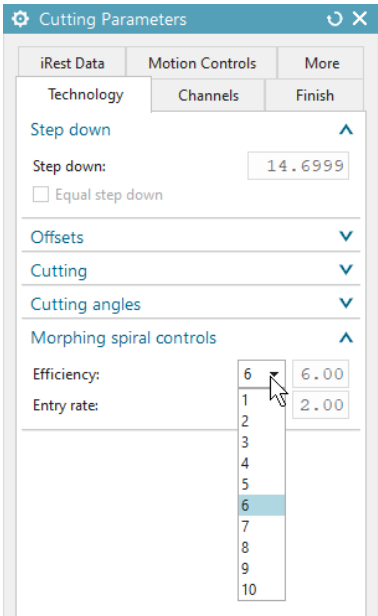 Cutting Parameters
iRest Data Motion Controls More
Technology Channels Finish
Step down
Step down: 14.6999
Equal step down
Offsets
Cutting
Cutting angles
Morphing spiral controls
Efficiency: 6 6.00
Entry rate: 2.00
1
2
3
4
5
6
7
8
9
10